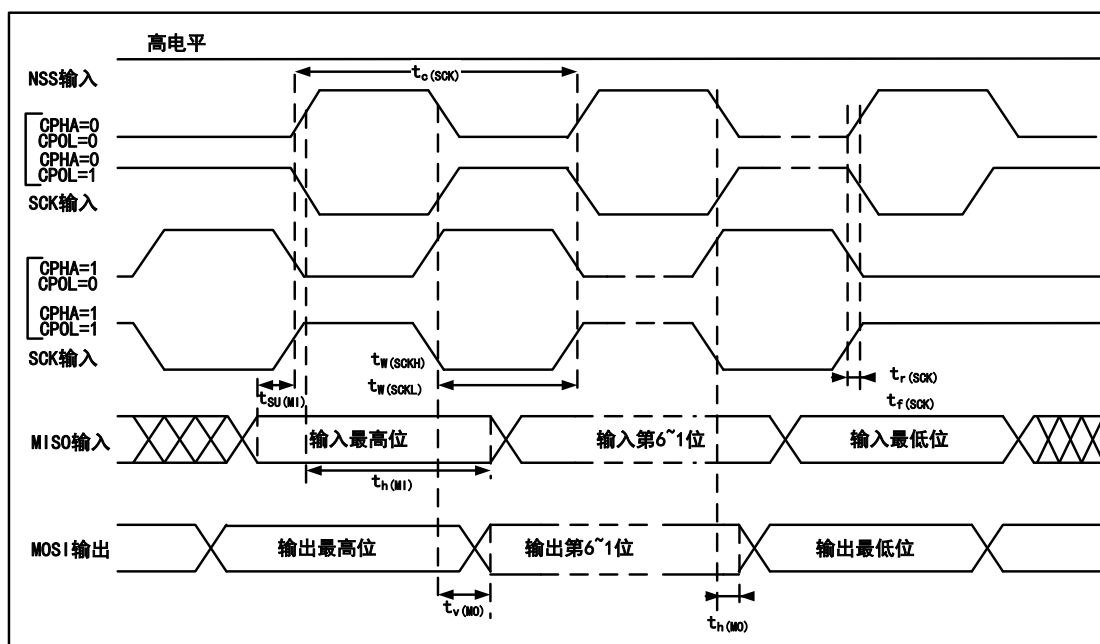 高电平
NSS输入
t_c(SCK)
CPHA=0
CPOL=0
CPHA=0
CPOL=1
SCK输入
CPHA=1
CPOL=0
CPHA=1
CPOL=1
SCK输入
t_W(SCKH)
t_W(SCKL)
t_r(SCK)
t_f(SCK)
t_SU(MI)
MISO输入
输入最高位
输入第6~1位
输入最低位
t_h(MI)
MOSI输出
输出最高位
输出第6~1位
输出最低位
t_v(MO)
t_h(MO)